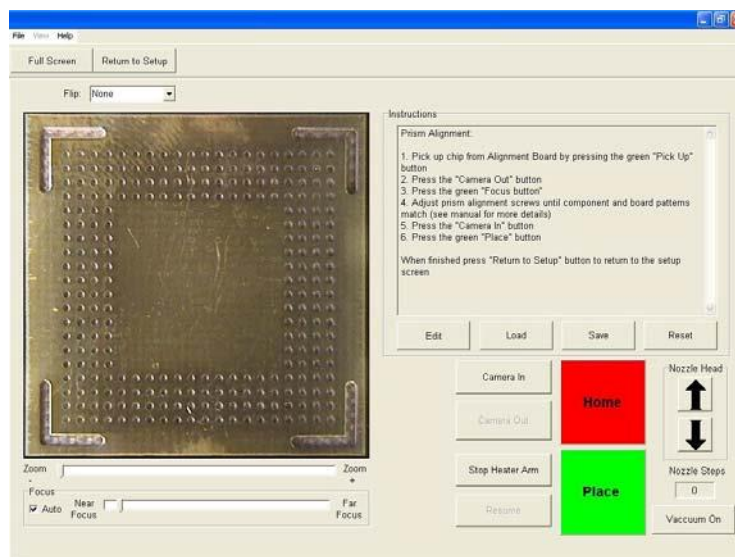 File View Help
Full Screen Return to Setup
Flip: None
Instructions
Prism Alignment:
1. Pick up chip from Alignment Board by pressing the green "Pick Up"
button
2. Press the "Camera Out" button
3. Press the green "Focus button"
4. Adjust prism alignment screws until component and board patterns
match (see manual for more details)
5. Press the "Camera In" button
6. Press the green "Place" button
When finished press "Return to Setup" button to return to the setup
screen
Edit Load Save Reset
Camera In
Camera Out
Home
Nozzle Head
Zoom
-
Zoom
+
Focus
Auto
Near
Focus
Far
Focus
Stop Heater Arm
Resume
Place
Nozzle Steps
0
Vaccuum On